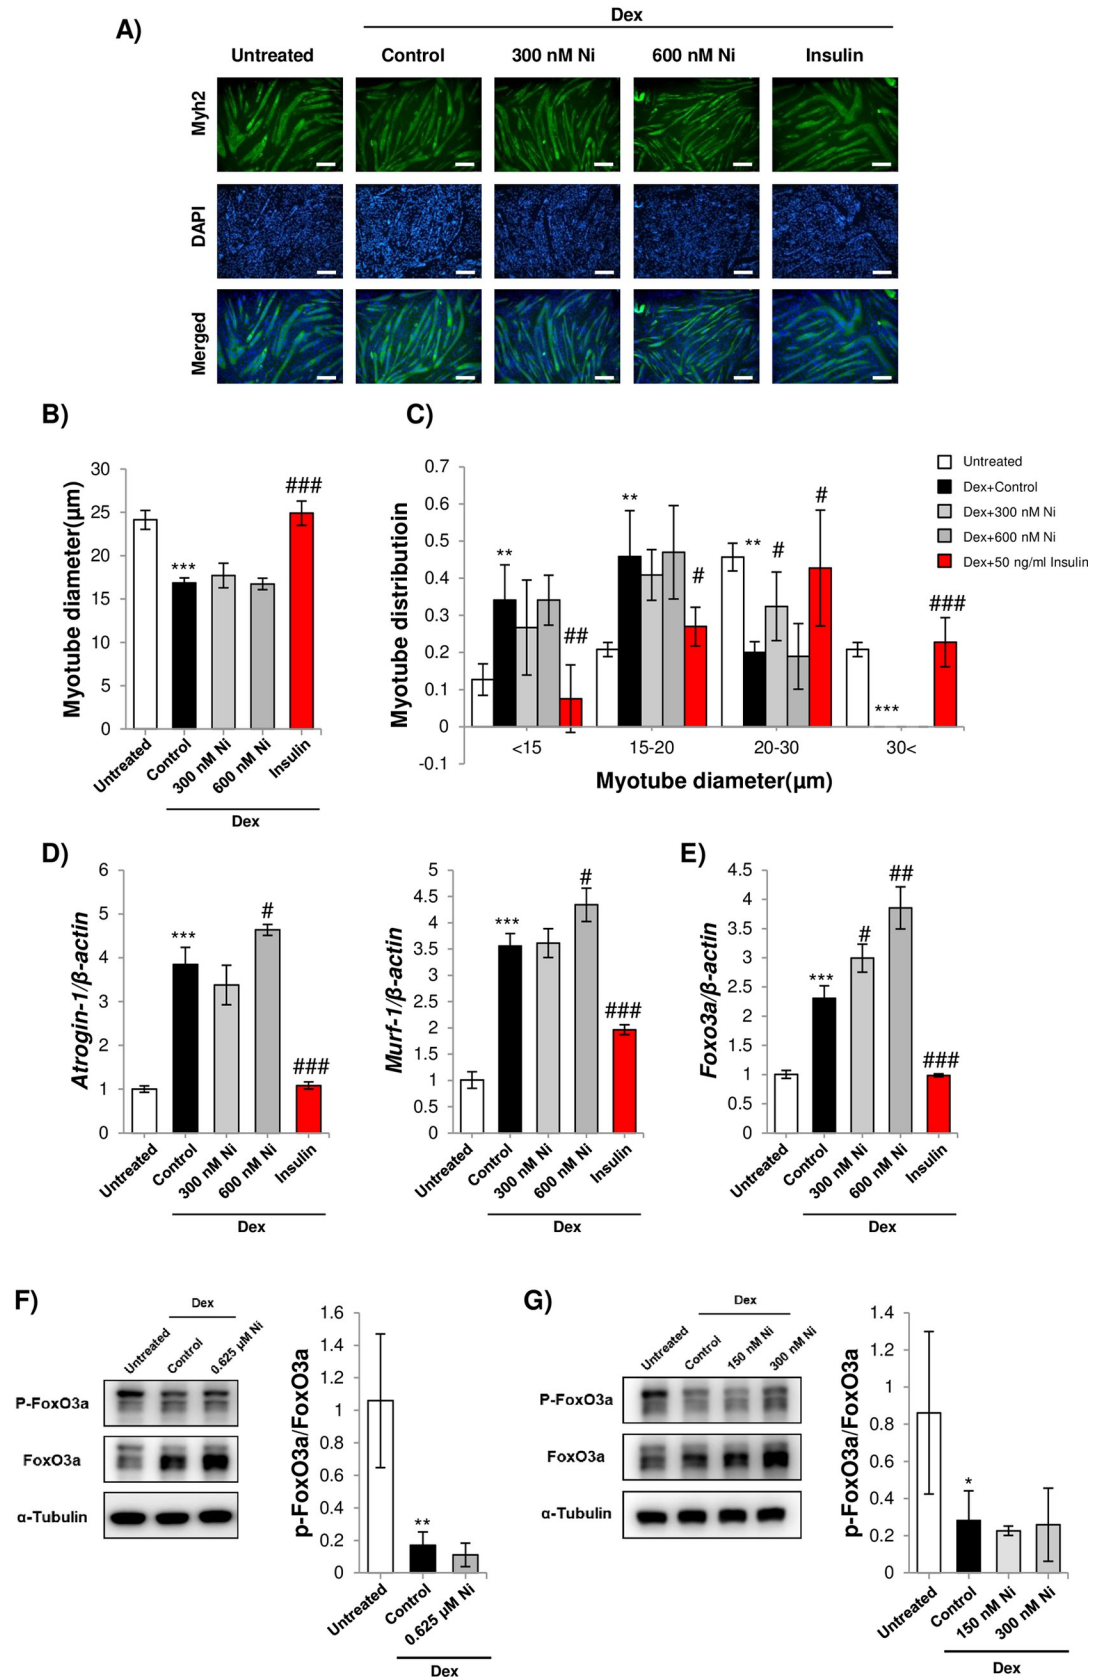 A)
Dex
Untreated Control 300 nM Ni 600 nM Ni Insulin
Myh2
DAPI
Merged
B)
Myotube diameter(µm)
30
25
20
15
10
5
0
***
###
Untreated Control 300 nM Ni 600 nM Ni Insulin
Dex
C)
Myotube distributioin
0.7
0.6
0.5
0.4
0.3
0.2
0.1
0
-0.1
** ##
** #
** # #
*** ###
<15 15-20 20-30 30<
Myotube diameter(µm)
Untreated
Dex+Control
Dex+300 nM Ni
Dex+600 nM Ni
Dex+50 ng/ml Insulin
D)
Atrogin-1/β-actin
6
5
4
3
2
1
0
*** # ###
Untreated Control 300 nM Ni 600 nM Ni Insulin
Dex
Murf-1/β-actin
5
4.5
4
3.5
3
2.5
2
1.5
1
0.5
0
*** # ###
Untreated Control 300 nM Ni 600 nM Ni Insulin
Dex
E)
Foxo3a/β-actin
4.5
4
3.5
3
2.5
2
1.5
1
0.5
0
*** # ## ###
Untreated Control 300 nM Ni 600 nM Ni Insulin
Dex
F)
Dex
Untreated Control 0.625 µM Ni
P-FoxO3a
FoxO3a
α-Tubulin
p-FoxO3a/FoxO3a
1.6
1.4
1.2
1
0.8
0.6
0.4
0.2
0
**
Untreated Control 0.625 µM Ni
Dex
G)
Dex
Untreated Control 150 nM Ni 300 nM Ni
P-FoxO3a
FoxO3a
α-Tubulin
p-FoxO3a/FoxO3a
1.4
1.2
1
0.8
0.6
0.4
0.2
0
*
Untreated Control 150 nM Ni 300 nM Ni
Dex